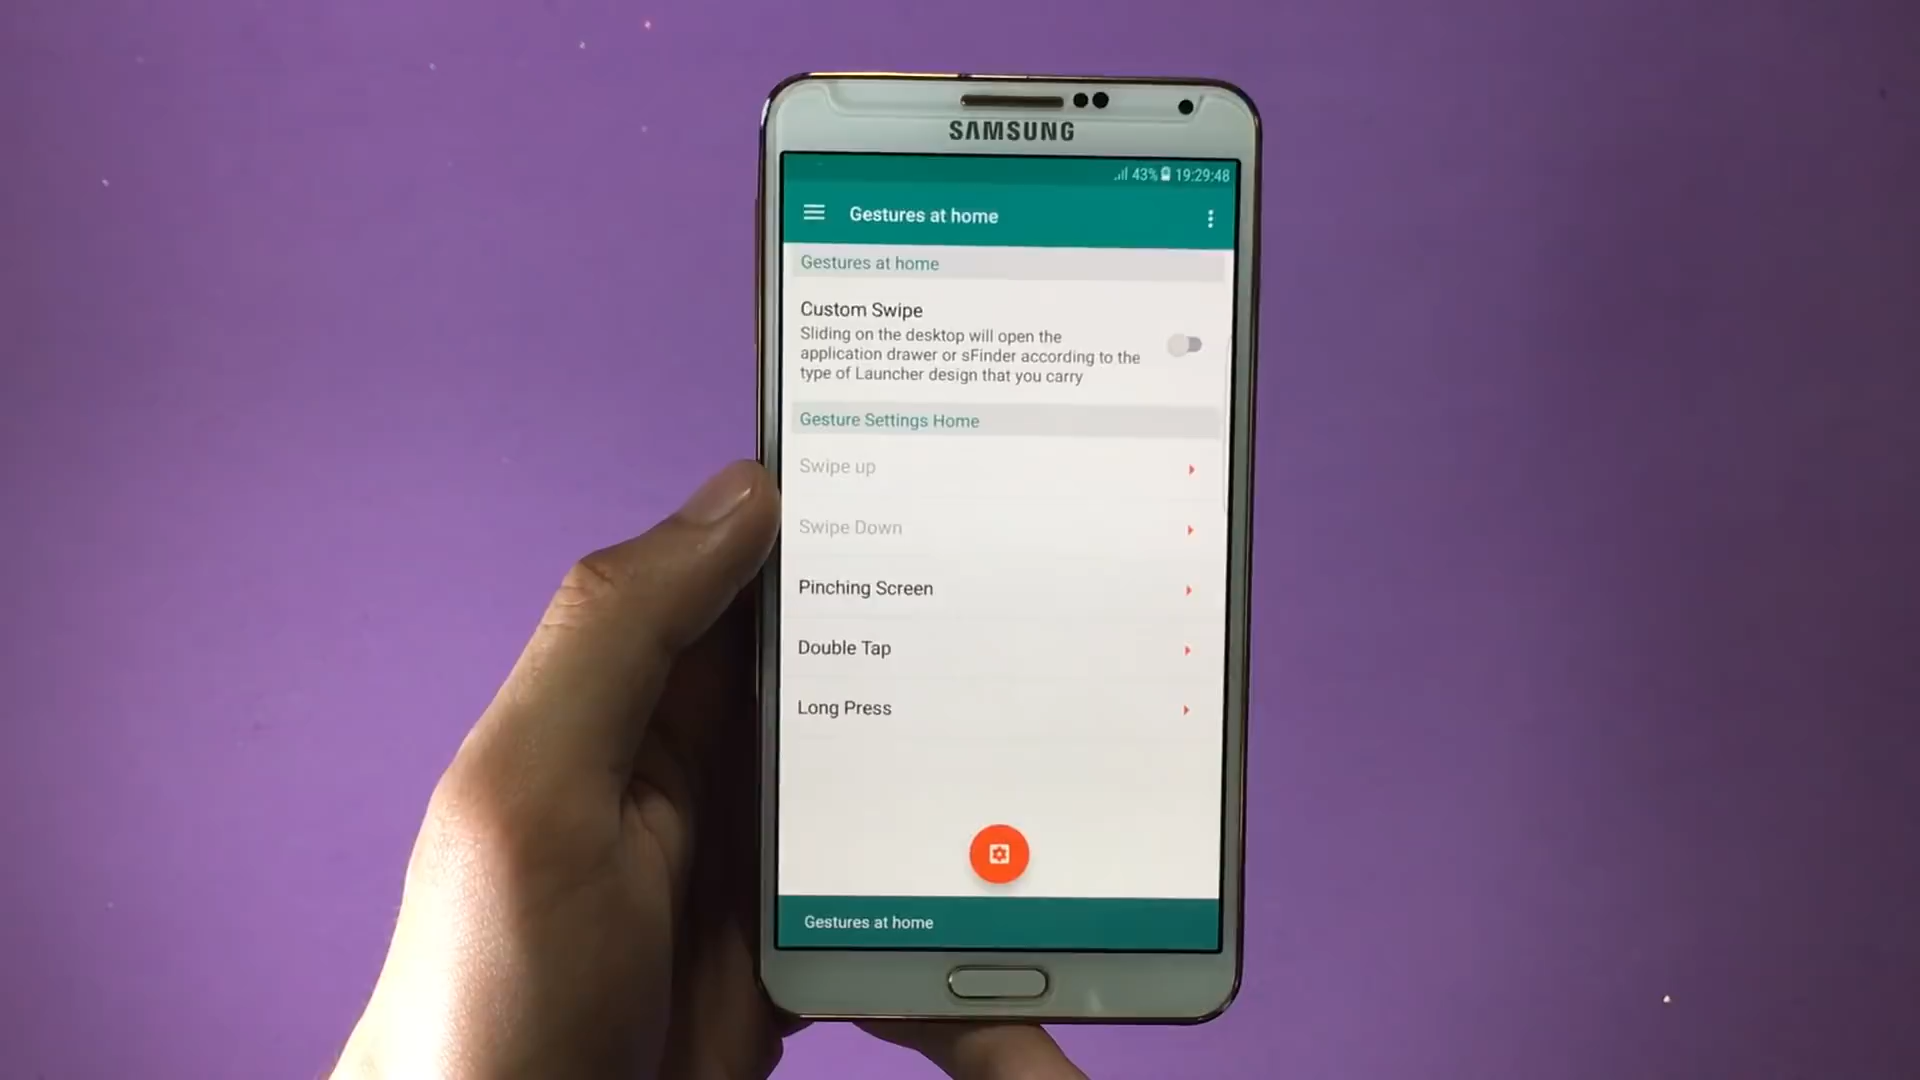 SAMSUNG
43% 19:29:48
Gestures at home
Gestures at home
Custom Swipe
Sliding on the desktop will open the
application drawer or sFinder according to the
type of Launcher design that you carry
Gesture Settings Home
Swipe up
Swipe Down
Pinching Screen
Double Tap
Long Press
Gestures at home